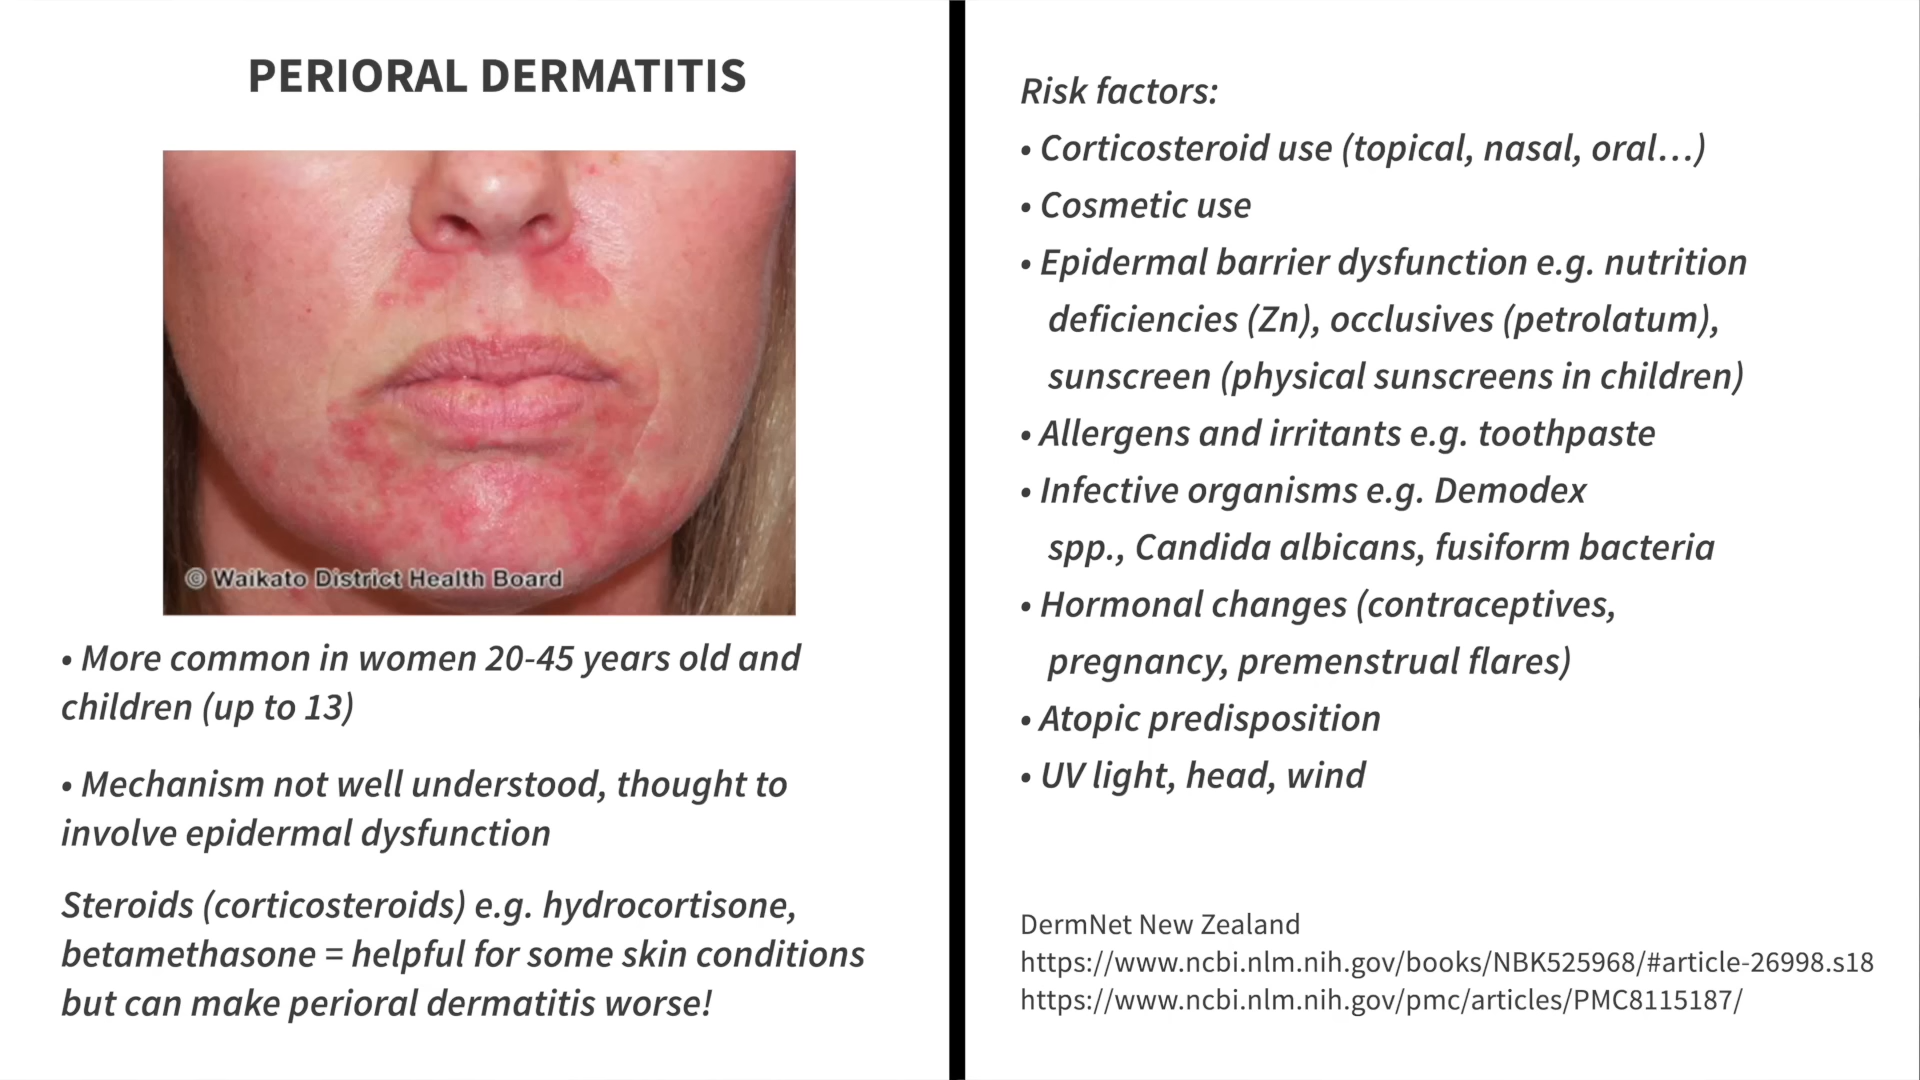 PERIORAL DERMATITIS
© Waikato District Health Board
• More common in women 20-45 years old and
children (up to 13)
• Mechanism not well understood, thought to
involve epidermal dysfunction
Steroids (corticosteroids) e.g. hydrocortisone,
betamethasone = helpful for some skin conditions
but can make perioral dermatitis worse!
Risk factors:
• Corticosteroid use (topical, nasal, oral…)
• Cosmetic use
• Epidermal barrier dysfunction e.g. nutrition
deficiencies (Zn), occlusives (petrolatum),
sunscreen (physical sunscreens in children)
• Allergens and irritants e.g. toothpaste
• Infective organisms e.g. Demodex
spp., Candida albicans, fusiform bacteria
• Hormonal changes (contraceptives,
pregnancy, premenstrual flares)
• Atopic predisposition
• UV light, head, wind
DermNet New Zealand
https://www.ncbi.nlm.nih.gov/books/NBK525968/#article-26998.s18
https://www.ncbi.nlm.nih.gov/pmc/articles/PMC8115187/